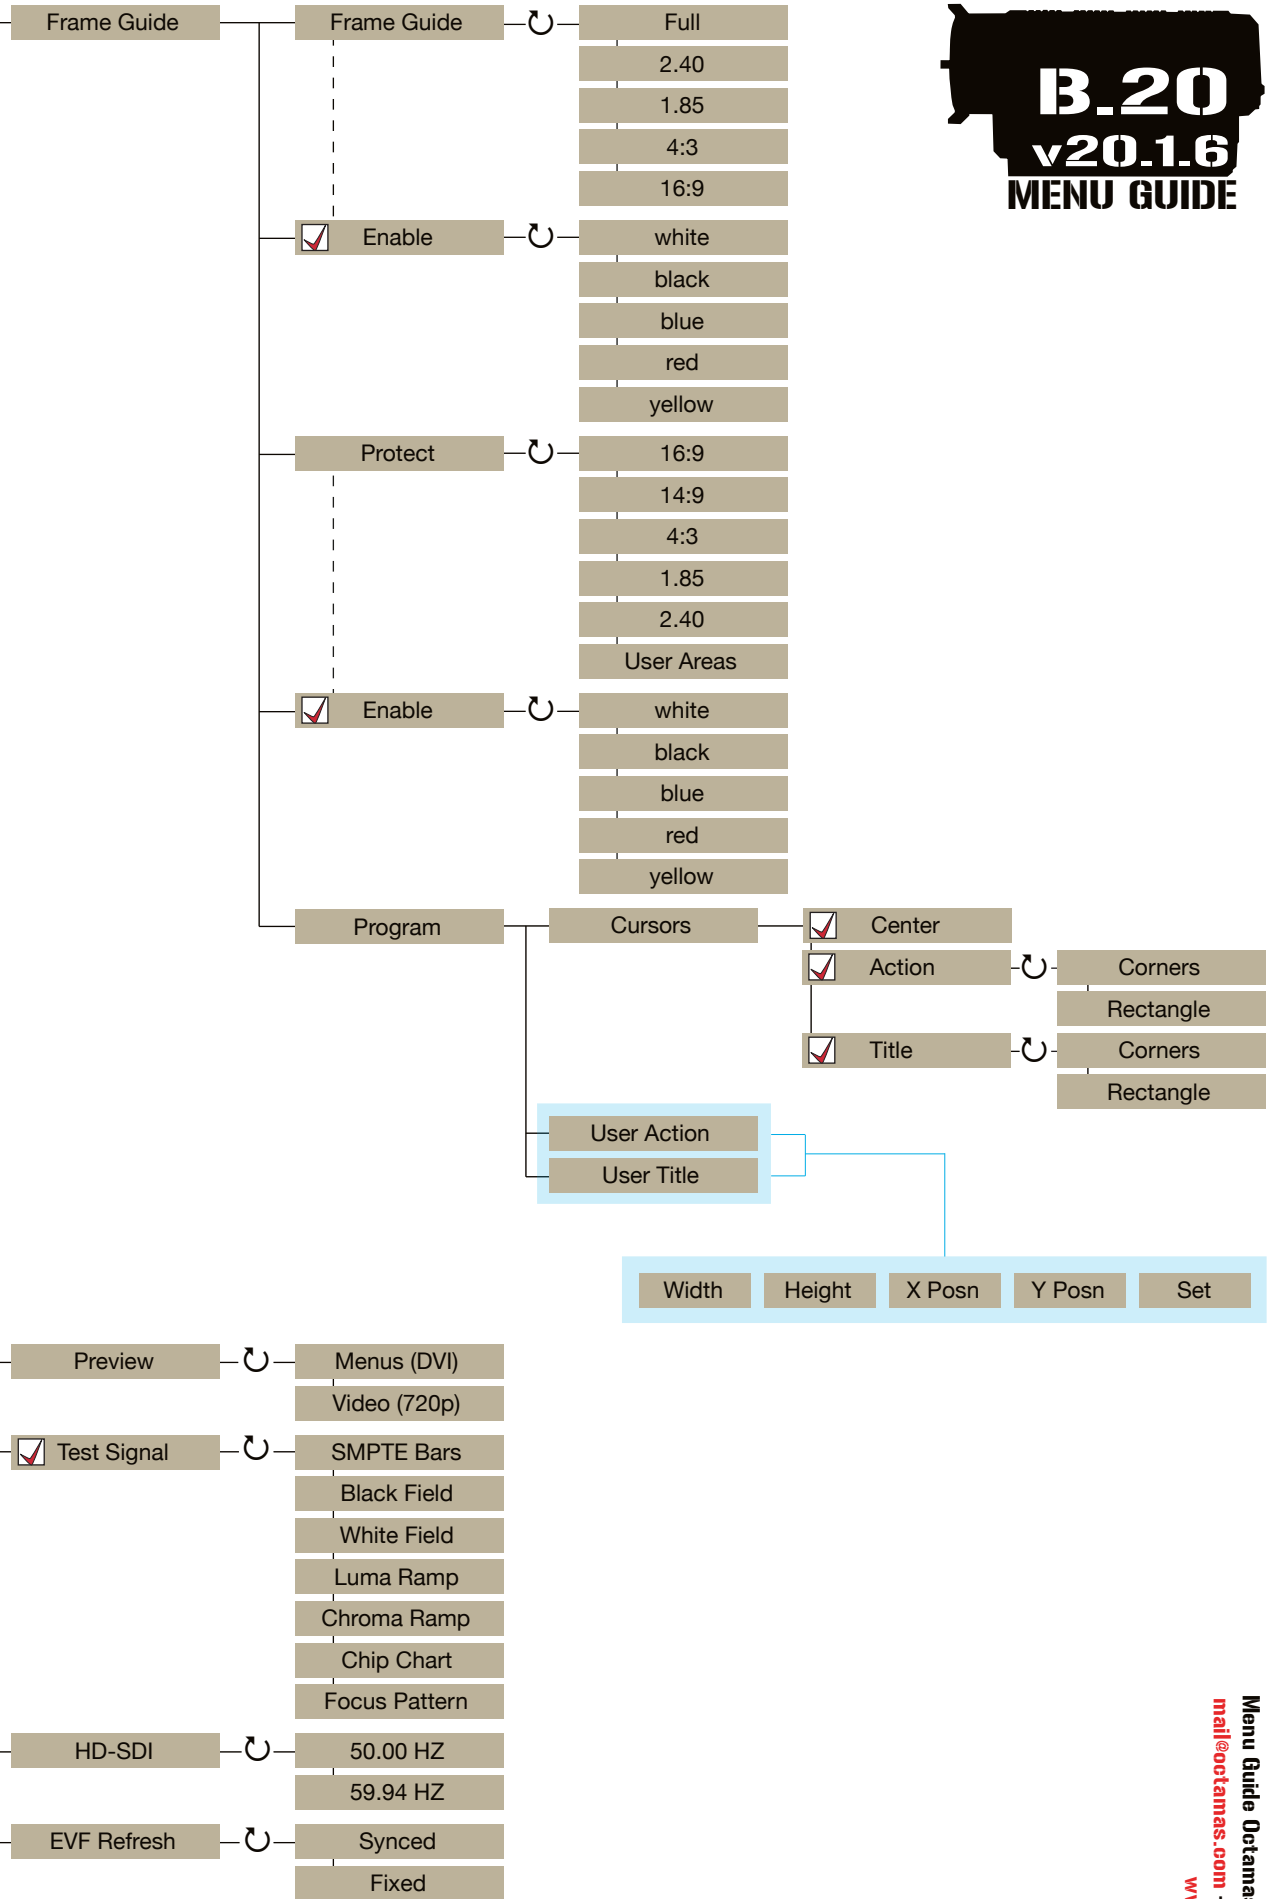 Frame Guide
Frame Guide
Full
2.40
1.85
4:3
16:9
B.20
v20.1.6
MENU GUIDE
Enable
white
black
blue
red
yellow
Protect
16:9
14:9
4:3
1.85
2.40
User Areas
Enable
white
black
blue
red
yellow
Program
Cursors
Center
Action
Corners
Rectangle
Title
Corners
Rectangle
User Action
User Title
Width
Height
X Posn
Y Posn
Set
Preview
Menus (DVI)
Video (720p)
Test Signal
SMPTE Bars
Black Field
White Field
Luma Ramp
Chroma Ramp
Chip Chart
Focus Pattern
HD-SDI
50.00 HZ
59.94 HZ
EVF Refresh
Synced
Fixed
Menu Guide Octamas
mail@octamas.com -